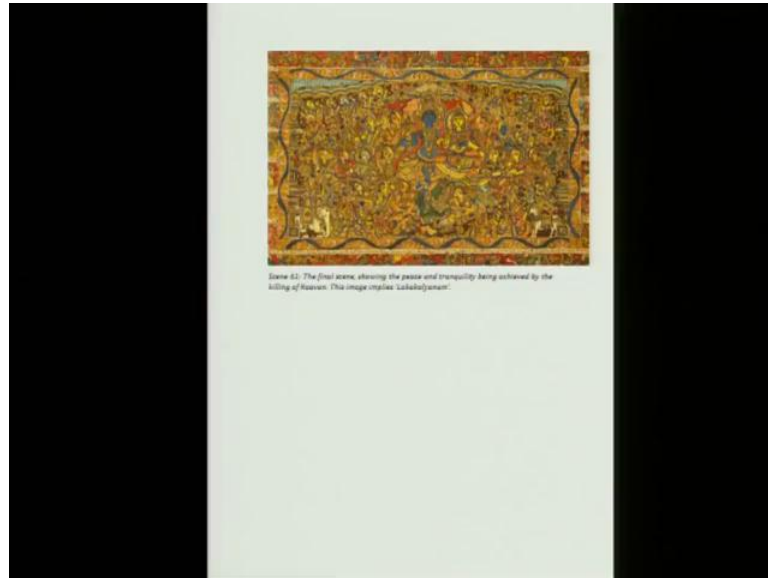 Scene 61: The final scene, showing the peace and tranquility being achieved by the
killing of Raavan. This image implies 'Lokakalyanam'.